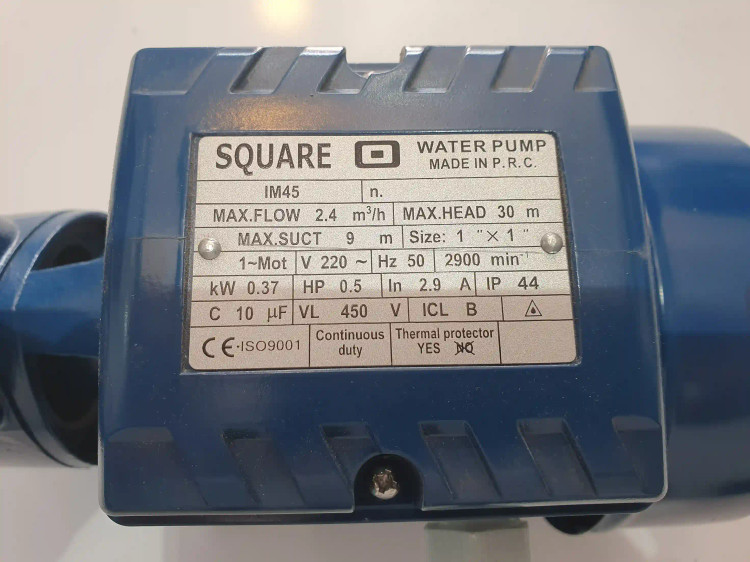 SQUARE WATER PUMP
MADE IN P.R.C.
IM45 n.
MAX.FLOW 2.4 m³/h MAX.HEAD 30 m
MAX.SUCT 9 m Size: 1 "×1 "
1~Mot V 220 ~ Hz 50 2900 min⁻¹
kW 0.37 HP 0.5 In 2.9 A IP 44
C 10 µF VL 450 V ICL B
CE·ISO9001 Continuous duty Thermal protector
YES NO